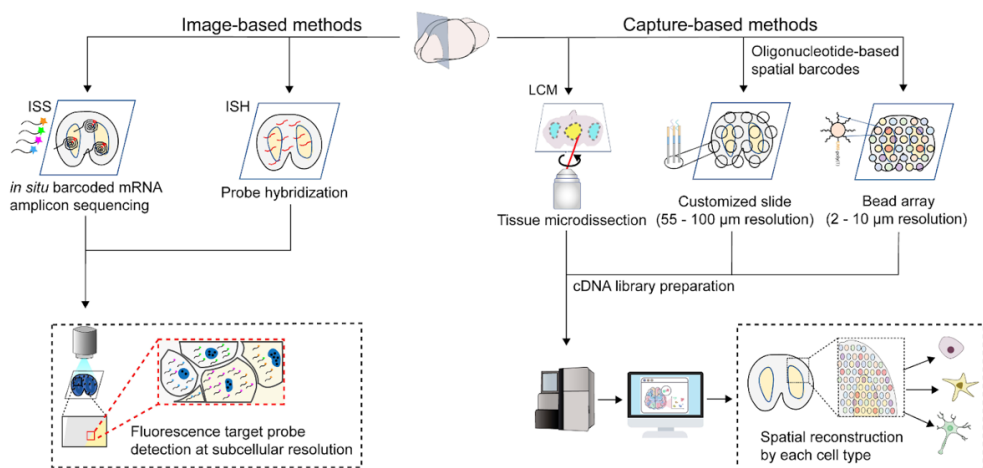 Image-based methods
Capture-based methods
Oligonucleotide-based
spatial barcodes
ISS
ISH
LCM
in situ barcoded mRNA
amplicon sequencing
Probe hybridization
Tissue microdissection
Customized slide
(55 - 100 μm resolution)
Bead array
(2 - 10 μm resolution)
cDNA library preparation
Fluorescence target probe
detection at subcellular resolution
Spatial reconstruction
by each cell type